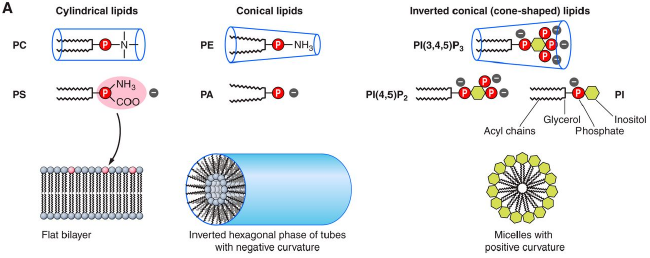 A
Cylindrical lipids
Conical lipids
Inverted conical (cone-shaped) lipids
PC
P
N
PE
P
NH3
PI(3,4,5)P3
P
P
P
P
PS
P
NH3
COO
PA
P
PI(4,5)P2
P
P
P
P
PI
Inositol
Glycerol
Acyl chains
Phosphate
Flat bilayer
Inverted hexagonal phase of tubes
with negative curvature
Micelles with
positive curvature